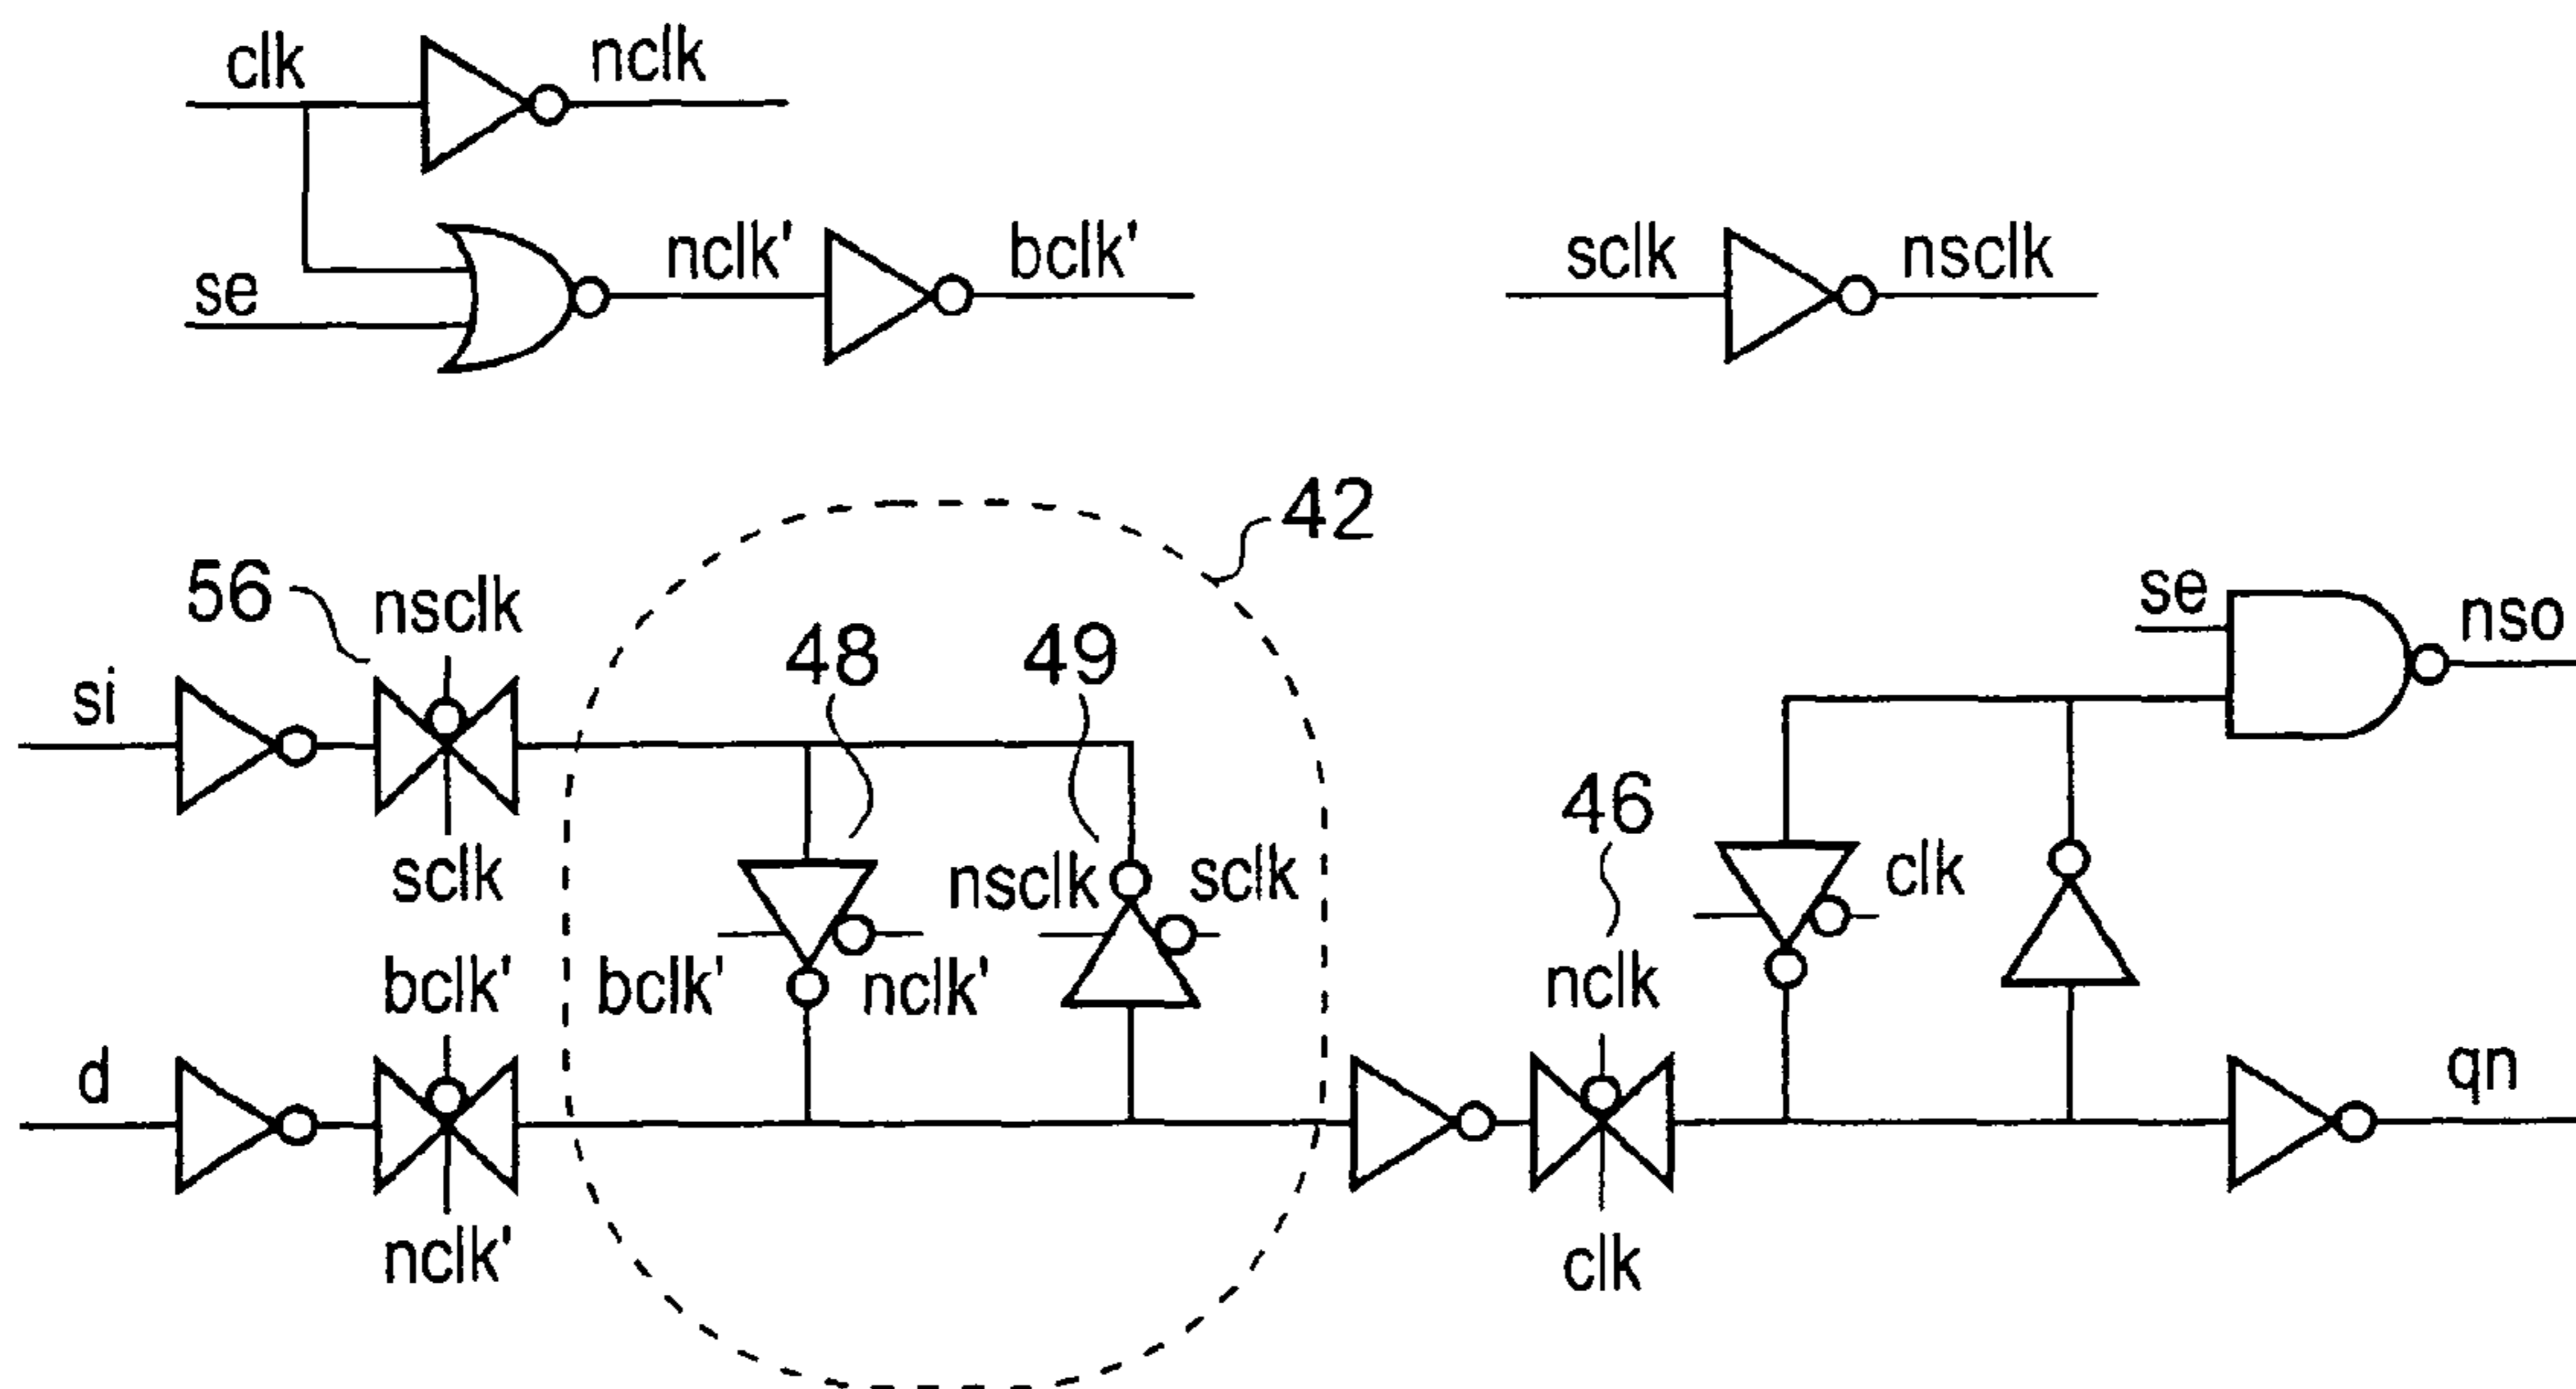 clk
nclk
se
nclk'
bclk'
sclk
nsclk
42
56
nsclk
48
49
se
nso
si
sclk
nsclk
sclk
46
clk
bclk'
bclk'
nclk'
nclk
d
qn
nclk'
clk